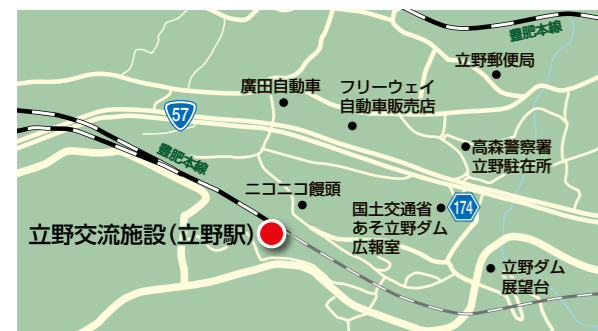 豊肥本線
立野郵便局
廣田自動車
フリーウェイ
自動車販売店
57
高森警察署
立野駐在所
豊肥本線
ニコニコ饅頭
国土交通省
あそ立野ダム
広報室
174
立野交流施設(立野駅)
立野ダム
展望台